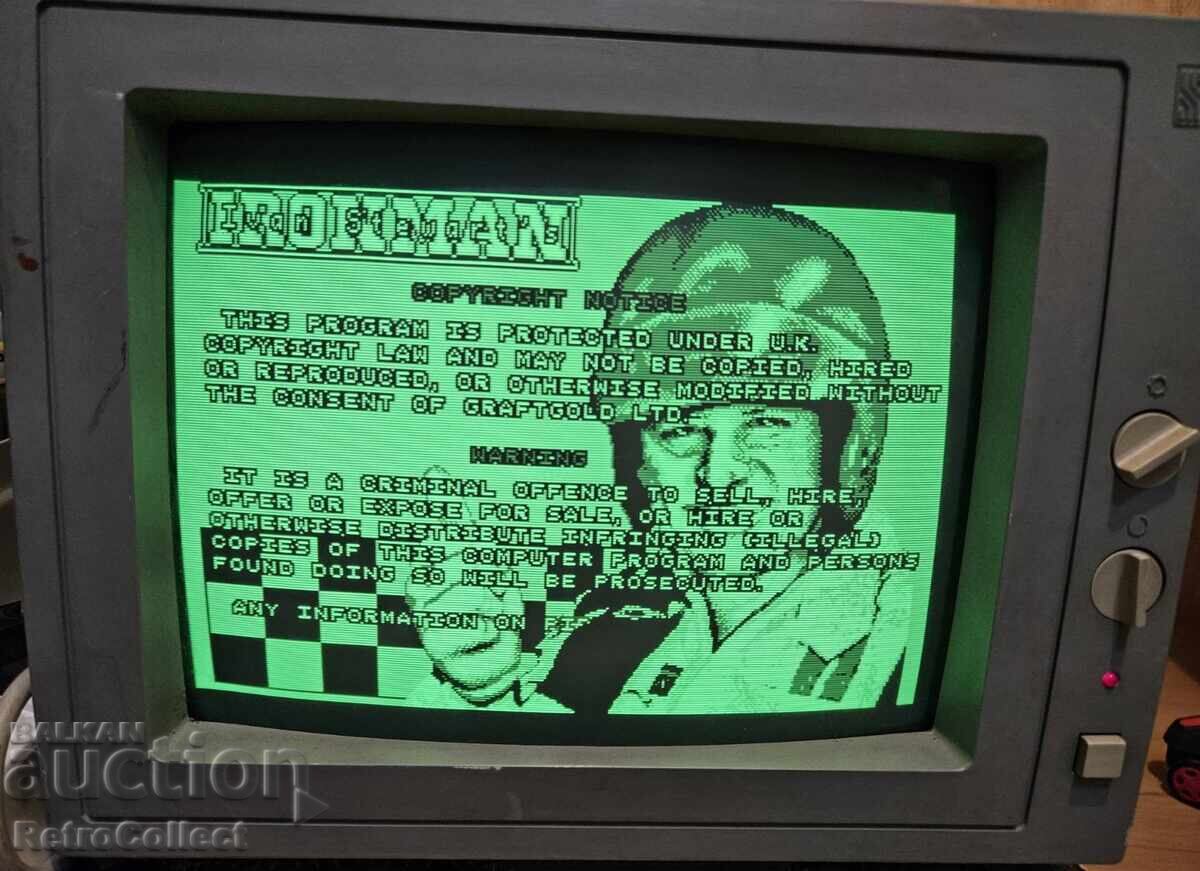 IRONMAN
Ivan Stewarts
COPYRIGHT NOTICE
THIS PROGRAM IS PROTECTED UNDER U.K.
COPYRIGHT LAW AND MAY NOT BE COPIED, HIRED
OR REPRODUCED, OR OTHERWISE MODIFIED WITHOUT
THE CONSENT OF GRAFTGOLD LTD.
WARNING
IT IS A CRIMINAL OFFENCE TO SELL, HIRE,
OFFER OR EXPOSE FOR SALE, OR HIRE OR
OTHERWISE DISTRIBUTE INFRINGING (ILLEGAL)
COPIES OF THIS COMPUTER PROGRAM AND PERSONS
FOUND DOING SO WILL BE PROSECUTED.
ANY INFORMATION ON PI
BALKAN
auction
RetroCollect